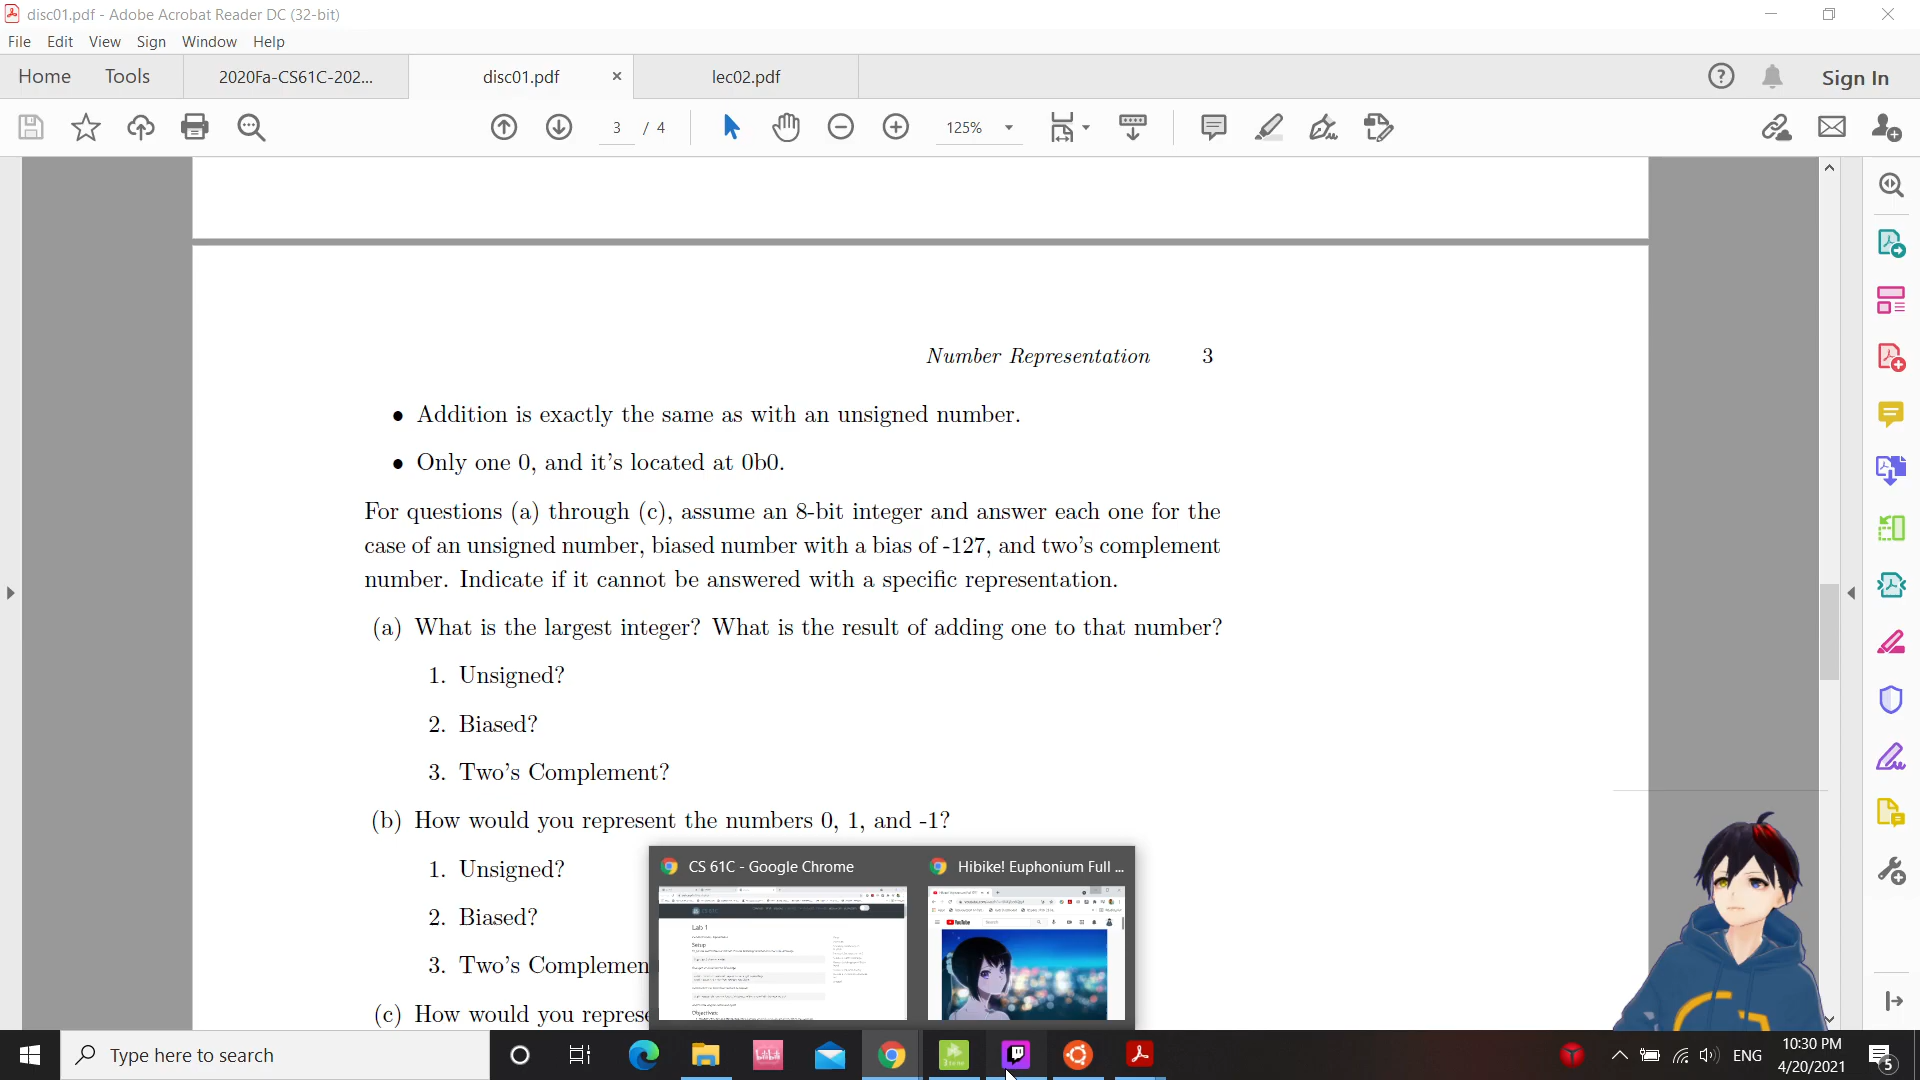 disc01.pdf - Adobe Acrobat Reader DC (32-bit)
File Edit View Sign Window Help
Home Tools 2020Fa-CS61C-202... disc01.pdf lec02.pdf Sign In
3 / 4 125%
Number Representation 3
• Addition is exactly the same as with an unsigned number.
• Only one 0, and it's located at 0b0.
For questions (a) through (c), assume an 8-bit integer and answer each one for the
case of an unsigned number, biased number with a bias of -127, and two's complement
number. Indicate if it cannot be answered with a specific representation.
(a) What is the largest integer? What is the result of adding one to that number?
1. Unsigned?
2. Biased?
3. Two's Complement?
(b) How would you represent the numbers 0, 1, and -1?
1. Unsigned?
2. Biased?
3. Two's Complemen
(c) How would you represe
CS 61C - Google Chrome
Hibike! Euphonium Full ...
YouTube
Lab 1
Setup
Objectives:
Type here to search
ENG
10:30 PM
4/20/2021
5